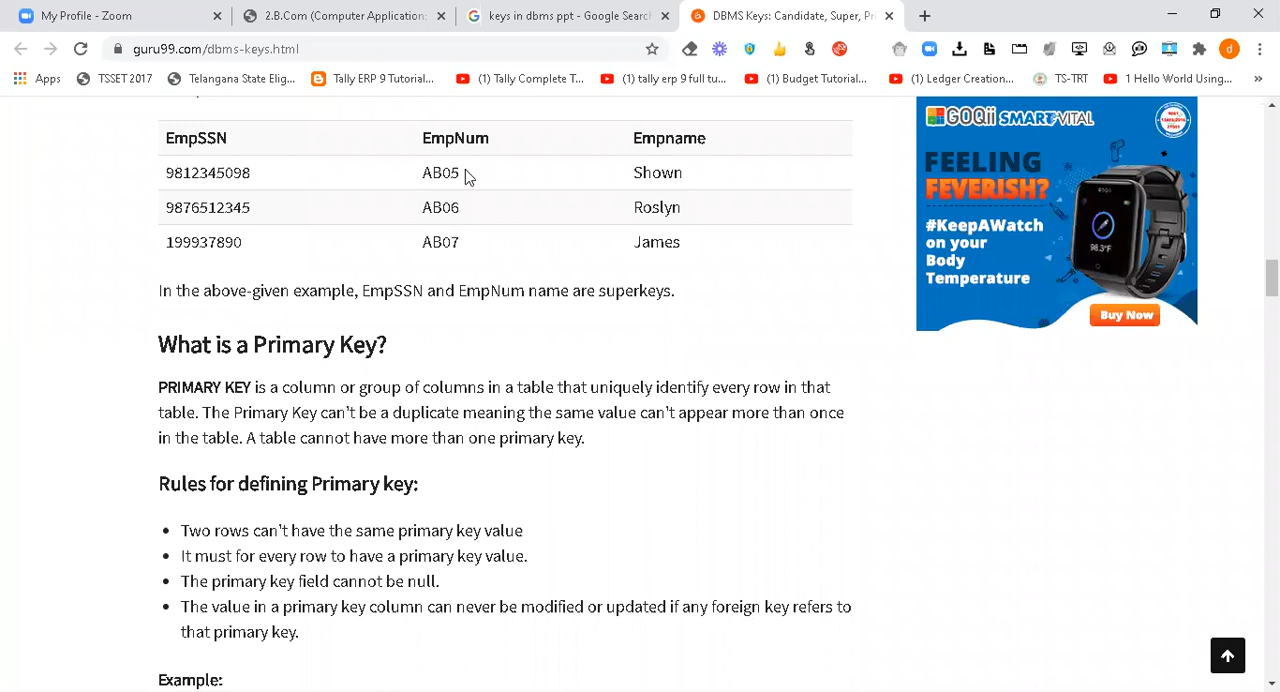 My Profile - Zoom
2.B.Com (Computer Application:
keys in dbms ppt - Google Search
DBMS Keys: Candidate, Super, Pri
guru99.com/dbms-keys.html
d
Apps
TSSET 2017
Telangana State Elig...
Tally ERP 9 Tutorial...
(1) Tally Complete T...
(1) tally erp 9 full tu...
(1) Budget Tutorial...
(1) Ledger Creation...
TS-TRT
1 Hello World Using...
»
EmpSSN EmpNum Empname
9812345098 AB05 Shown
9876512345 AB06 Roslyn
199937890 AB07 James
In the above-given example, EmpSSN and EmpNum name are superkeys.
What is a Primary Key?
PRIMARY KEY is a column or group of columns in a table that uniquely identify every row in that
table. The Primary Key can't be a duplicate meaning the same value can't appear more than once
in the table. A table cannot have more than one primary key.
Rules for defining Primary key:
• Two rows can't have the same primary key value
• It must for every row to have a primary key value.
• The primary key field cannot be null.
• The value in a primary key column can never be modified or updated if any foreign key refers to
that primary key.
Example:
GOQii SMART VITAL
FEELING
FEVERISH?
#KeepAWatch
on your
Body
Temperature
98.3°F
Buy Now